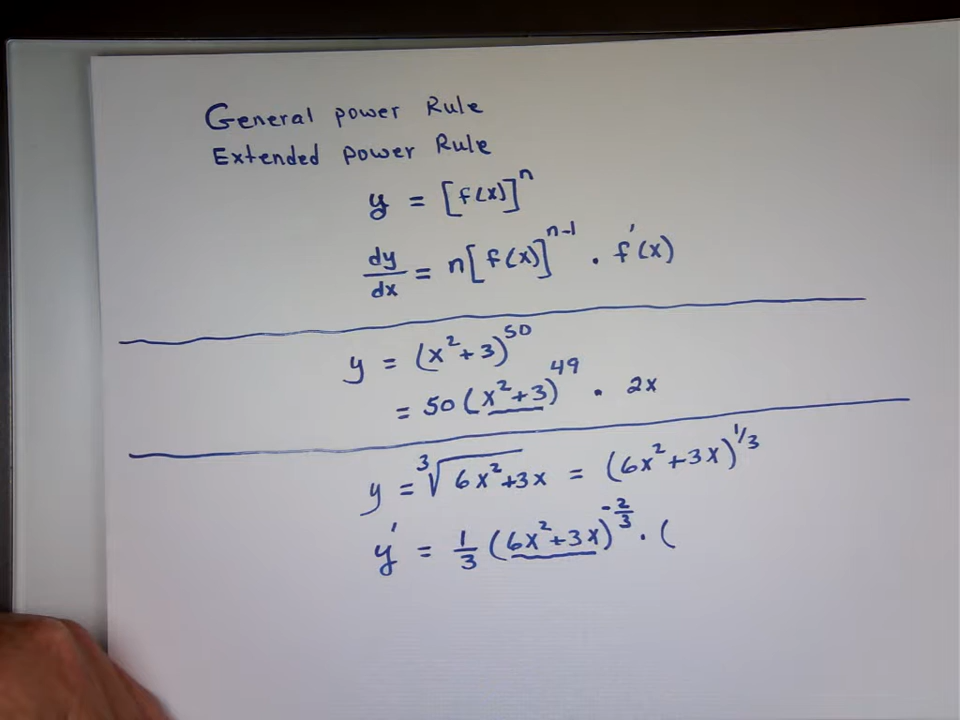 General power Rule
Extended power Rule
y = [f(x)]^n
dy/dx = n[f(x)]^{n-1} · f'(x)
y = (x^2+3)^{50}
= 50(x^2+3)^{49} · 2x
y = ∛(6x^2+3x) = (6x^2+3x)^{1/3}
y' = 1/3 (6x^2+3x)^{-2/3} · (